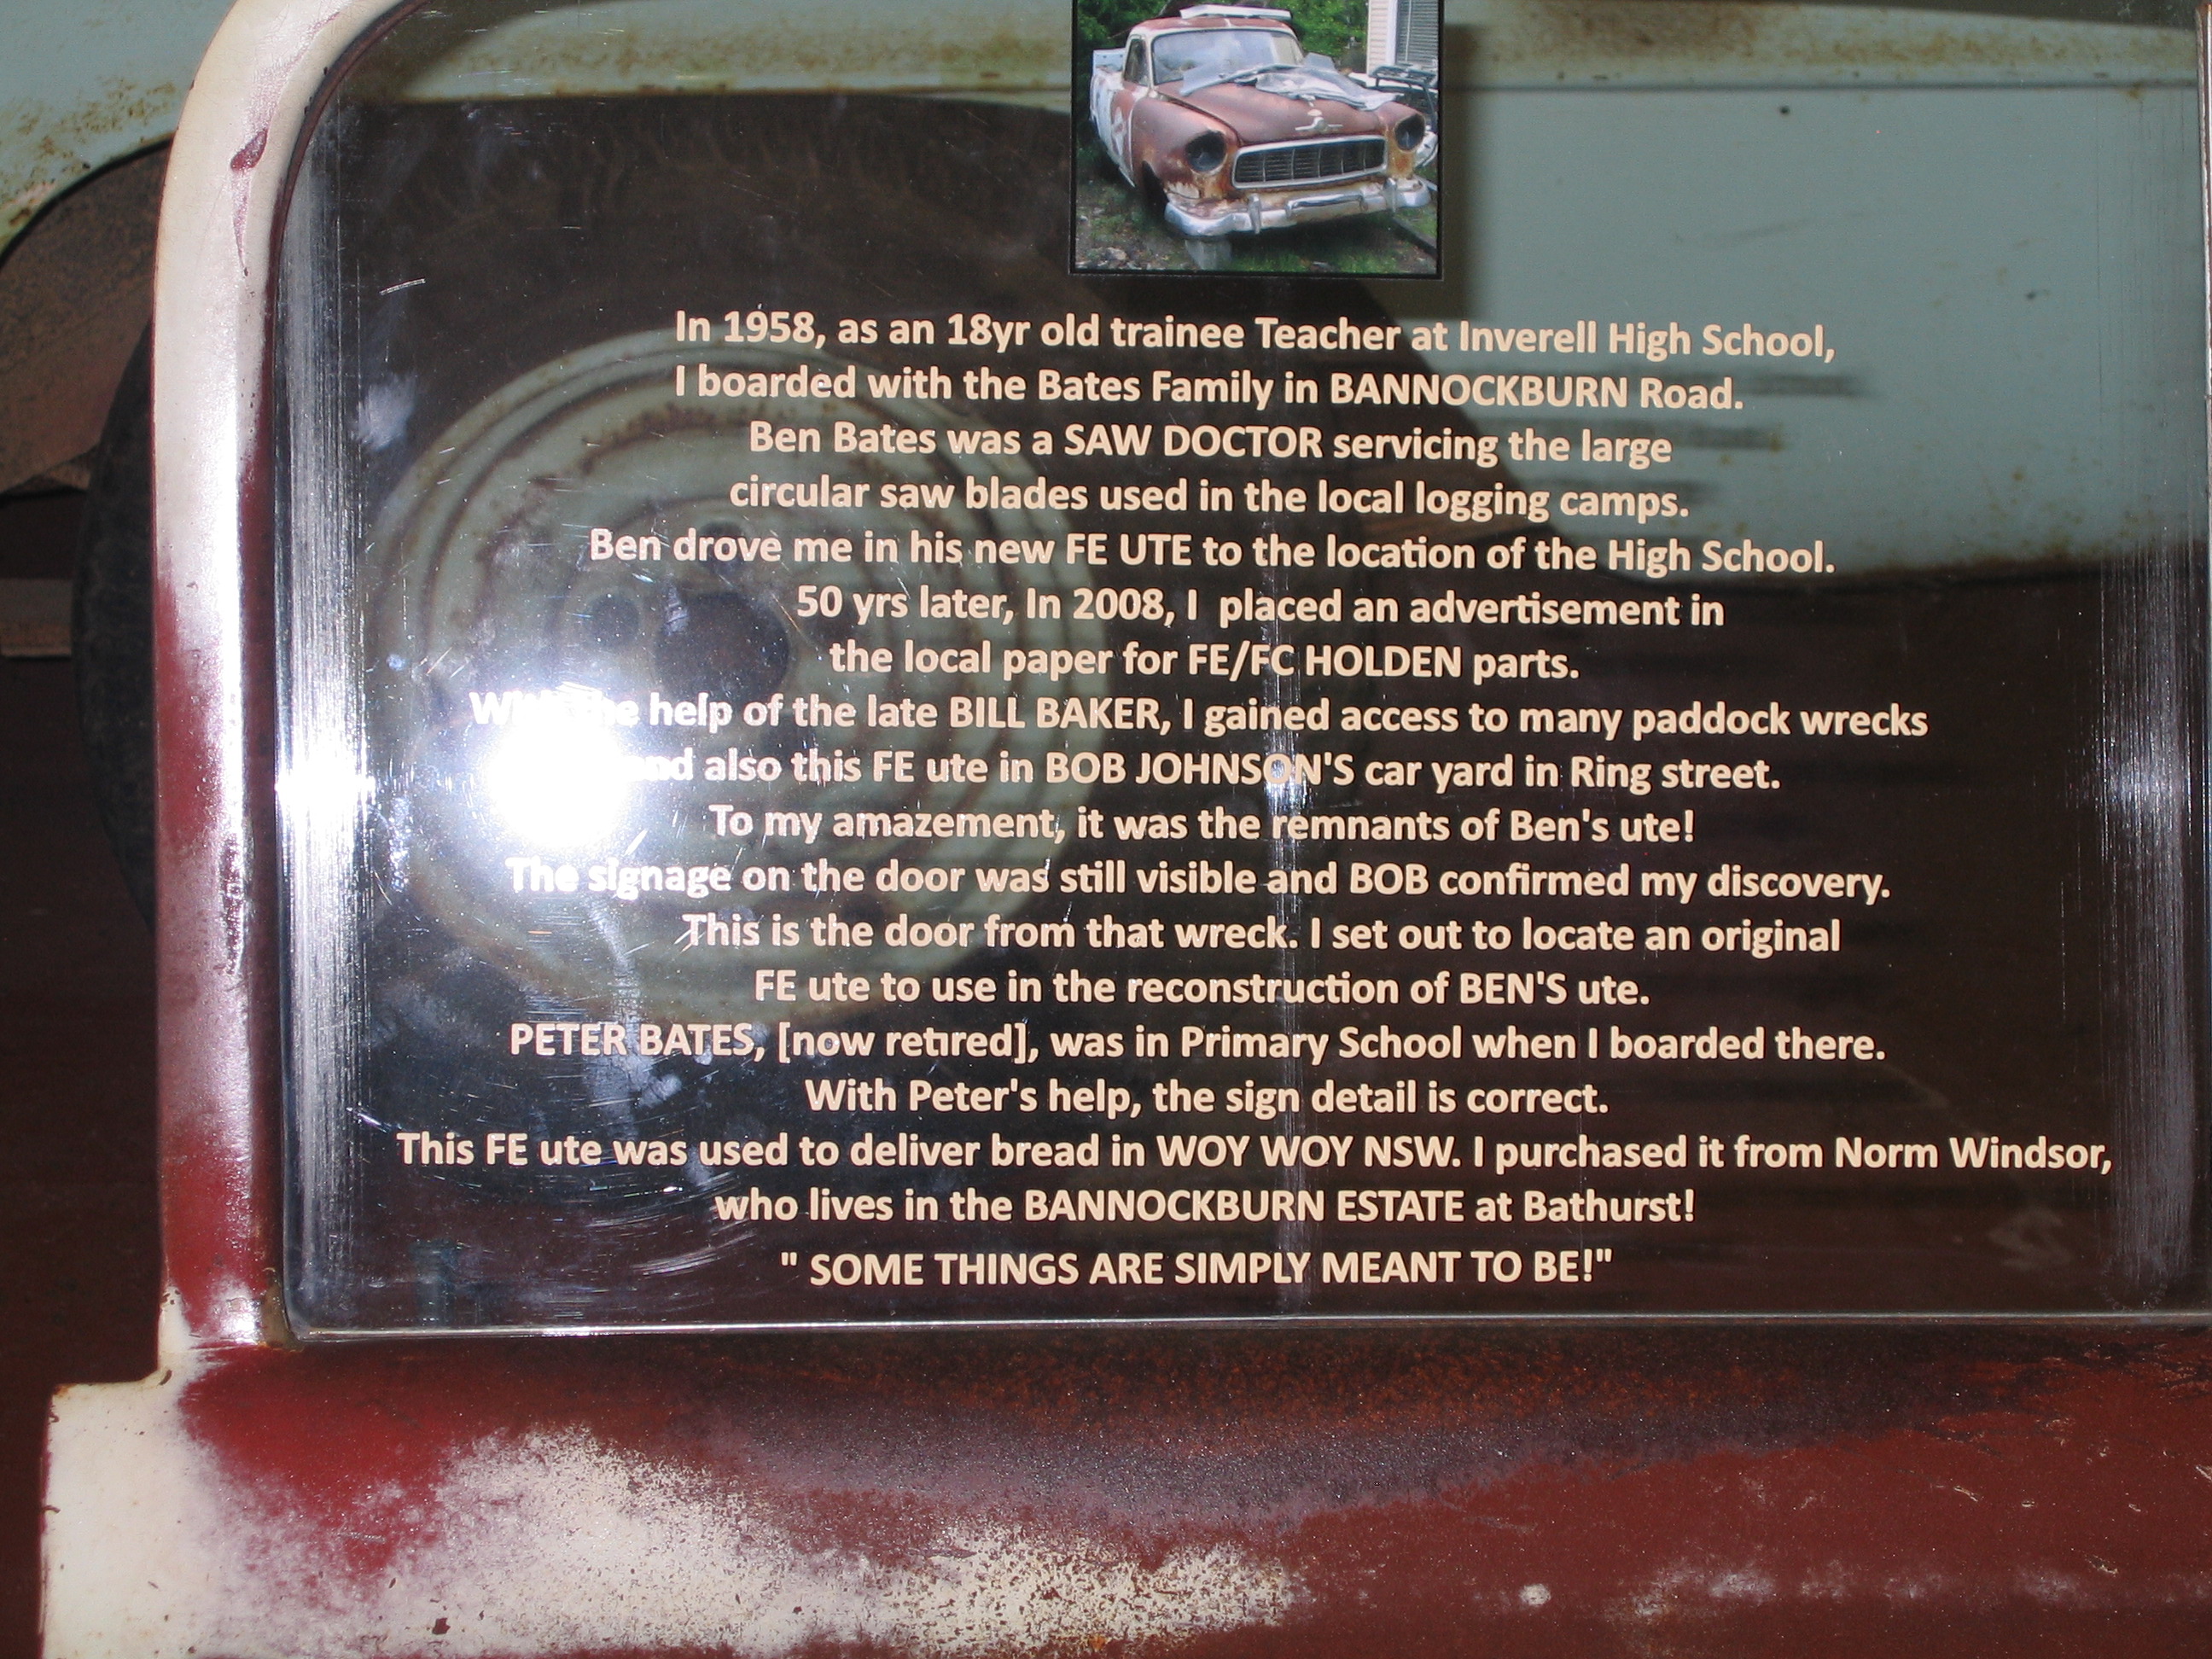 In 1958, as an 18yr old trainee Teacher at Inverell High School,
I boarded with the Bates Family in BANNOCKBURN Road.
Ben Bates was a SAW DOCTOR servicing the large
circular saw blades used in the local logging camps.
Ben drove me in his new FE UTE to the location of the High School.
50 yrs later, In 2008, I placed an advertisement in
the local paper for FE/FC HOLDEN parts.
With the help of the late BILL BAKER, I gained access to many paddock wrecks
and also this FE ute in BOB JOHNSON'S car yard in Ring street.
To my amazement, it was the remnants of Ben's ute!
The signage on the door was still visible and BOB confirmed my discovery.
This is the door from that wreck. I set out to locate an original
FE ute to use in the reconstruction of BEN'S ute.
PETER BATES, [now retired], was in Primary School when I boarded there.
With Peter's help, the sign detail is correct.
This FE ute was used to deliver bread in WOY WOY NSW. I purchased it from Norm Windsor,
who lives in the BANNOCKBURN ESTATE at Bathurst!
" SOME THINGS ARE SIMPLY MEANT TO BE!"